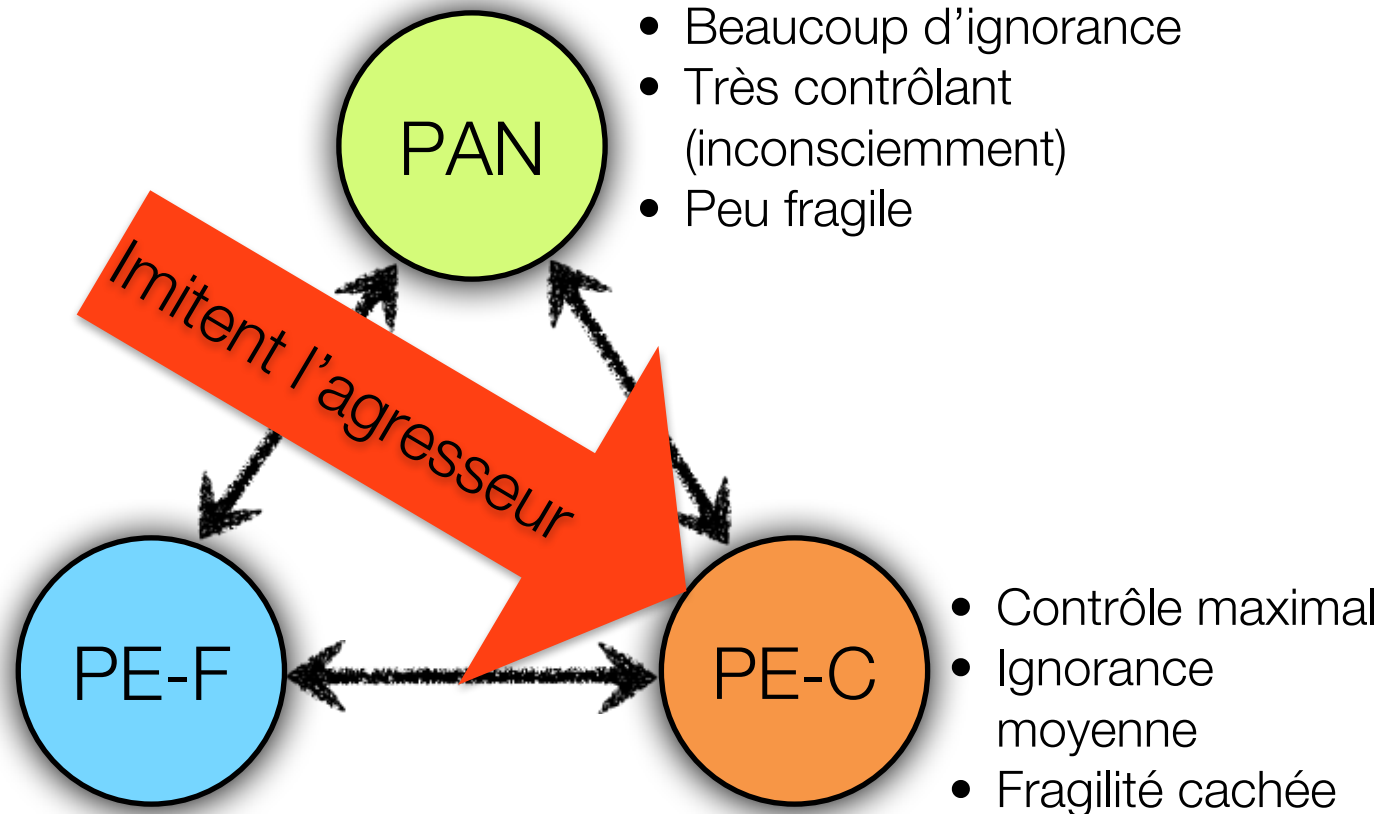 • Beaucoup d’ignorance
• Très contrôlant
(inconsciemment)
• Peu fragile
PAN
Imitent l’agresseur
PE-F
PE-C
• Contrôle maximal
• Ignorance
moyenne
• Fragilité cachée